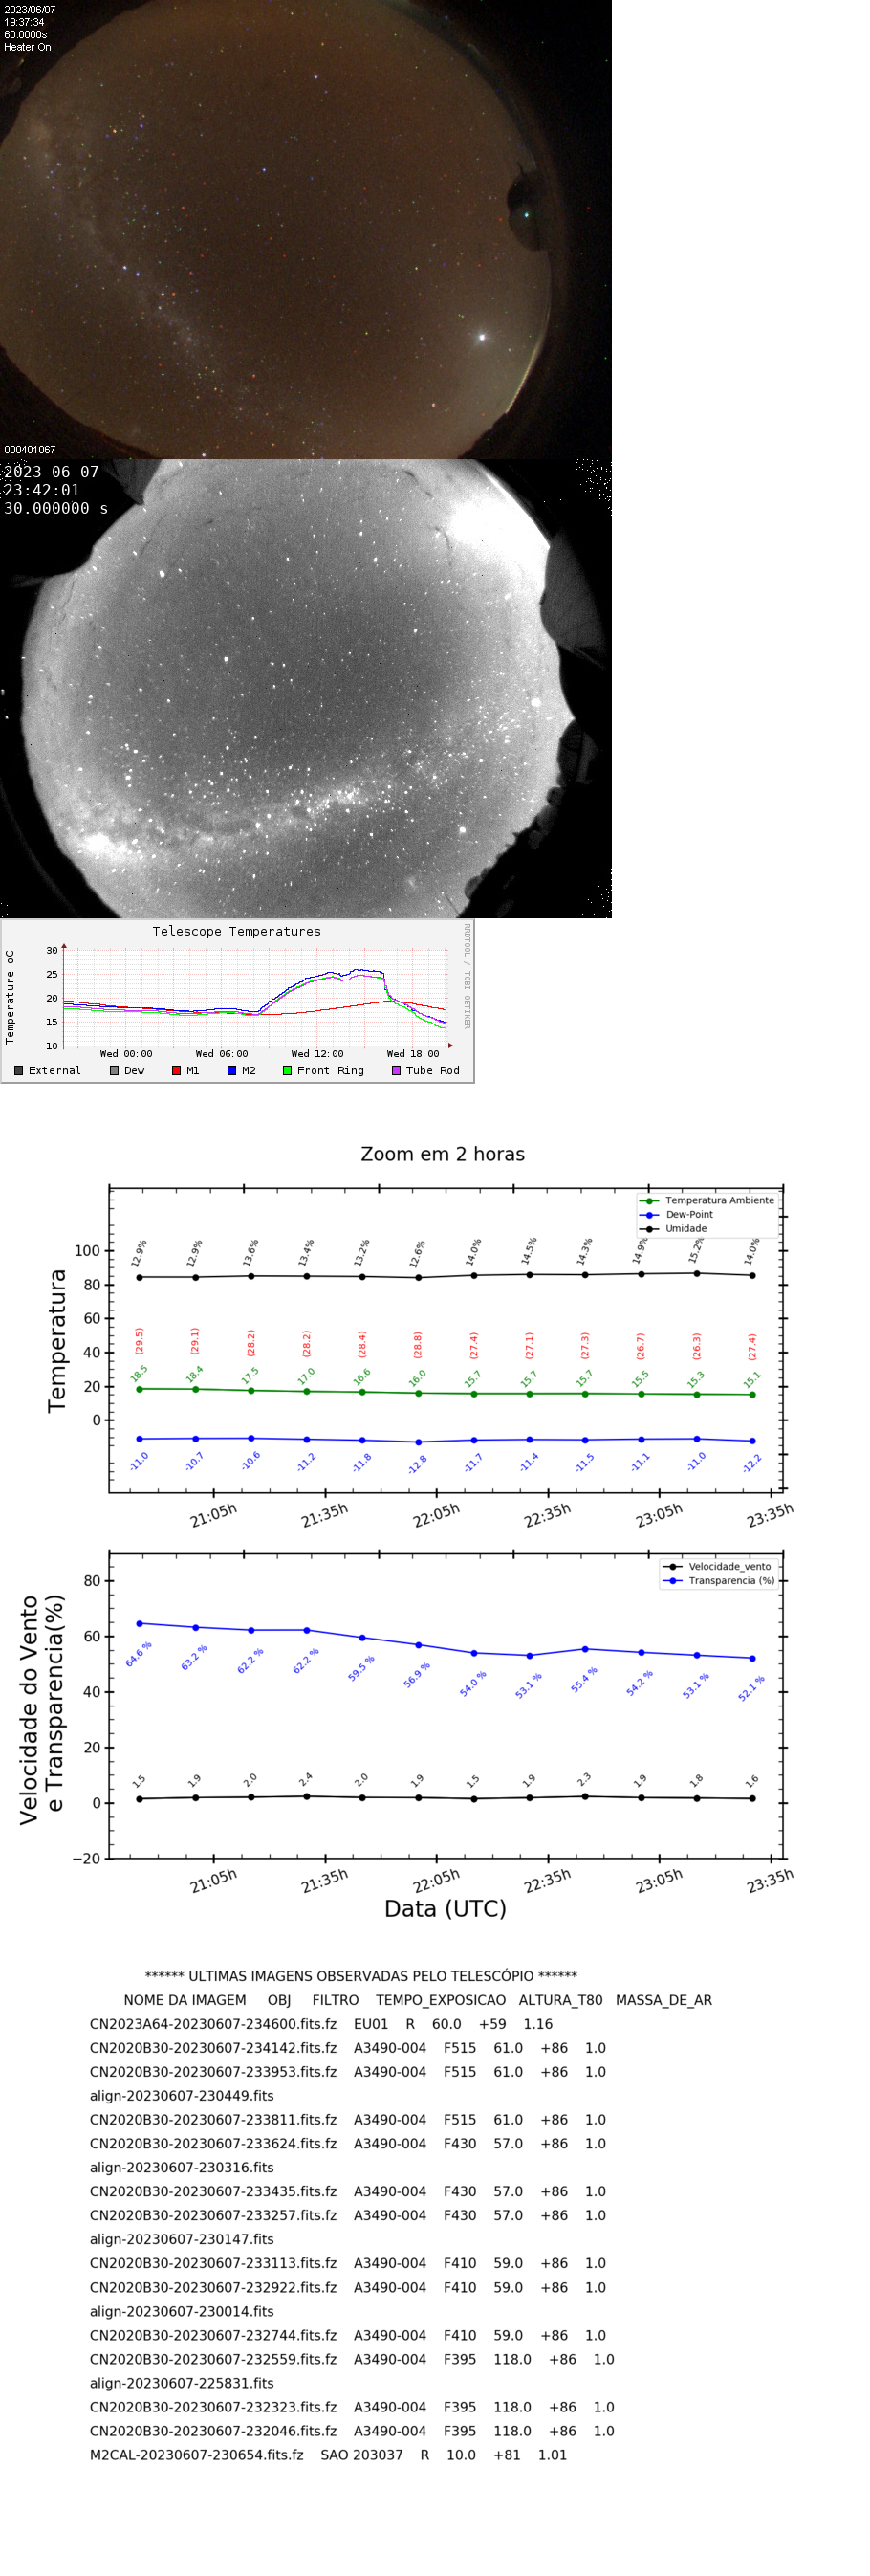 2023/06/07
19:37:34
60.0000s
Heater On
000401067
2023-06-07
23:42:01
30.000000 s
Telescope Temperatures
RRDTOOL / TOBI OETIKER
Temperature oC
30
25
20
15
10
Wed 00:00 Wed 06:00 Wed 12:00 Wed 18:00
External Dew M1 M2 Front Ring Tube Rod
Zoom em 2 horas
Temperatura Ambiente
Dew-Point
Umidade
Temperatura
100
80
60
40
20
0
12.9% 12.9% 13.6% 13.4% 13.2% 12.6% 14.0% 14.5% 14.3% 14.9% 15.2% 14.0%
(29.5) (29.1) (28.2) (28.2) (28.4) (28.8) (27.4) (27.1) (27.3) (26.7) (26.3) (27.4)
18.5 18.4 17.5 17.0 16.6 16.0 15.7 15.7 15.7 15.5 15.3 15.1
-11.0 -10.7 -10.6 -11.2 -11.8 -12.8 -11.7 -11.4 -11.5 -11.1 -11.0 -12.2
21:05h 21:35h 22:05h 22:35h 23:05h 23:35h
Velocidade_vento
Transparencia (%)
Velocidade do Vento
e Transparencia(%)
80
60
40
20
0
−20
64.6 % 63.2 % 62.2 % 62.2 % 59.5 % 56.9 % 54.0 % 53.1 % 55.4 % 54.2 % 53.1 % 52.1 %
1.5 1.9 2.0 2.4 2.0 1.9 1.5 1.9 2.3 1.9 1.8 1.6
21:05h 21:35h 22:05h 22:35h 23:05h 23:35h
Data (UTC)
****** ULTIMAS IMAGENS OBSERVADAS PELO TELESCÓPIO ******
NOME DA IMAGEM OBJ FILTRO TEMPO_EXPOSICAO ALTURA_T80 MASSA_DE_AR
CN2023A64-20230607-234600.fits.fz EU01 R 60.0 +59 1.16
CN2020B30-20230607-234142.fits.fz A3490-004 F515 61.0 +86 1.0
CN2020B30-20230607-233953.fits.fz A3490-004 F515 61.0 +86 1.0
align-20230607-230449.fits
CN2020B30-20230607-233811.fits.fz A3490-004 F515 61.0 +86 1.0
CN2020B30-20230607-233624.fits.fz A3490-004 F430 57.0 +86 1.0
align-20230607-230316.fits
CN2020B30-20230607-233435.fits.fz A3490-004 F430 57.0 +86 1.0
CN2020B30-20230607-233257.fits.fz A3490-004 F430 57.0 +86 1.0
align-20230607-230147.fits
CN2020B30-20230607-233113.fits.fz A3490-004 F410 59.0 +86 1.0
CN2020B30-20230607-232922.fits.fz A3490-004 F410 59.0 +86 1.0
align-20230607-230014.fits
CN2020B30-20230607-232744.fits.fz A3490-004 F410 59.0 +86 1.0
CN2020B30-20230607-232559.fits.fz A3490-004 F395 118.0 +86 1.0
align-20230607-225831.fits
CN2020B30-20230607-232323.fits.fz A3490-004 F395 118.0 +86 1.0
CN2020B30-20230607-232046.fits.fz A3490-004 F395 118.0 +86 1.0
M2CAL-20230607-230654.fits.fz SAO 203037 R 10.0 +81 1.01